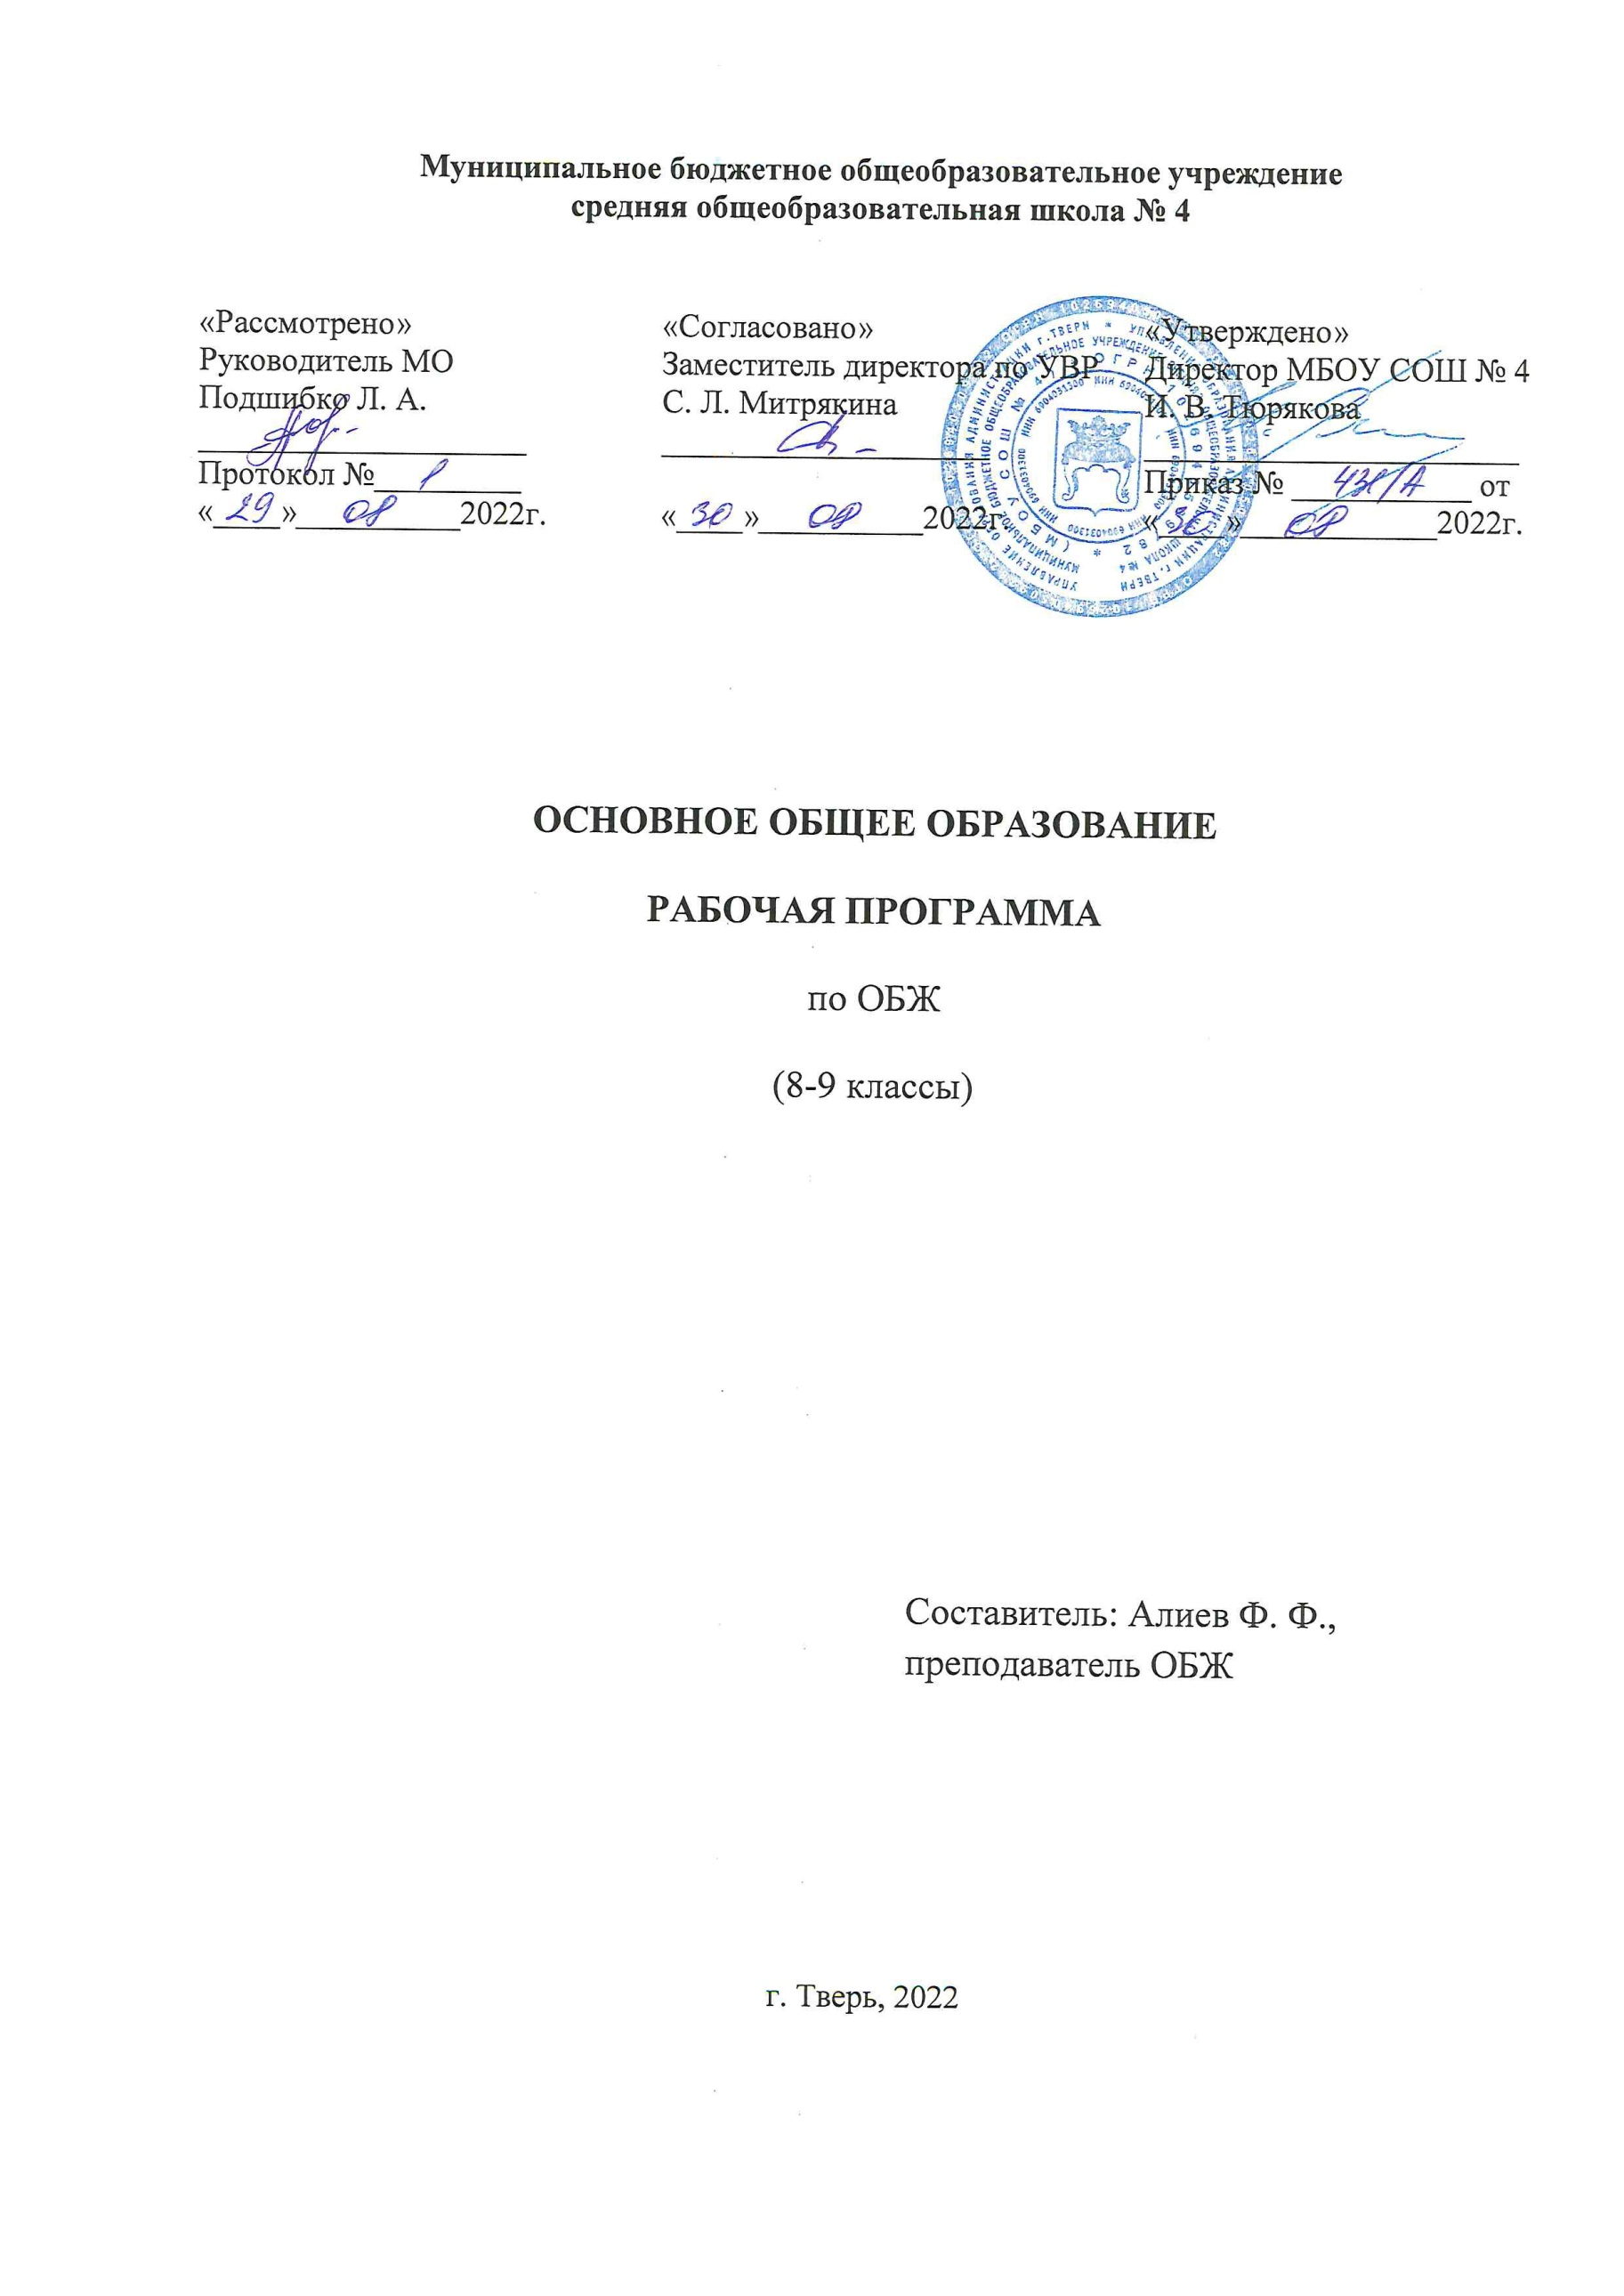 Муниципальное бюджетное общеобразовательное учреждение
средняя общеобразовательная школа № 4
«Рассмотрено»
Руководитель МО
Подшибко Л. А.
Протокол № 1
«29» 08 2022г.
«Согласовано»
Заместитель директора по УВР
С. Л. Митрякина
«30» 08 2022г.
«Утверждено»
Директор МБОУ СОШ № 4
И. В. Тюрякова
Приказ № от
«30» 08 2022г.
ОСНОВНОЕ ОБЩЕЕ ОБРАЗОВАНИЕ
РАБОЧАЯ ПРОГРАММА
по ОБЖ
(8-9 классы)
Составитель: Алиев Ф. Ф.,
преподаватель ОБЖ
г. Тверь, 2022